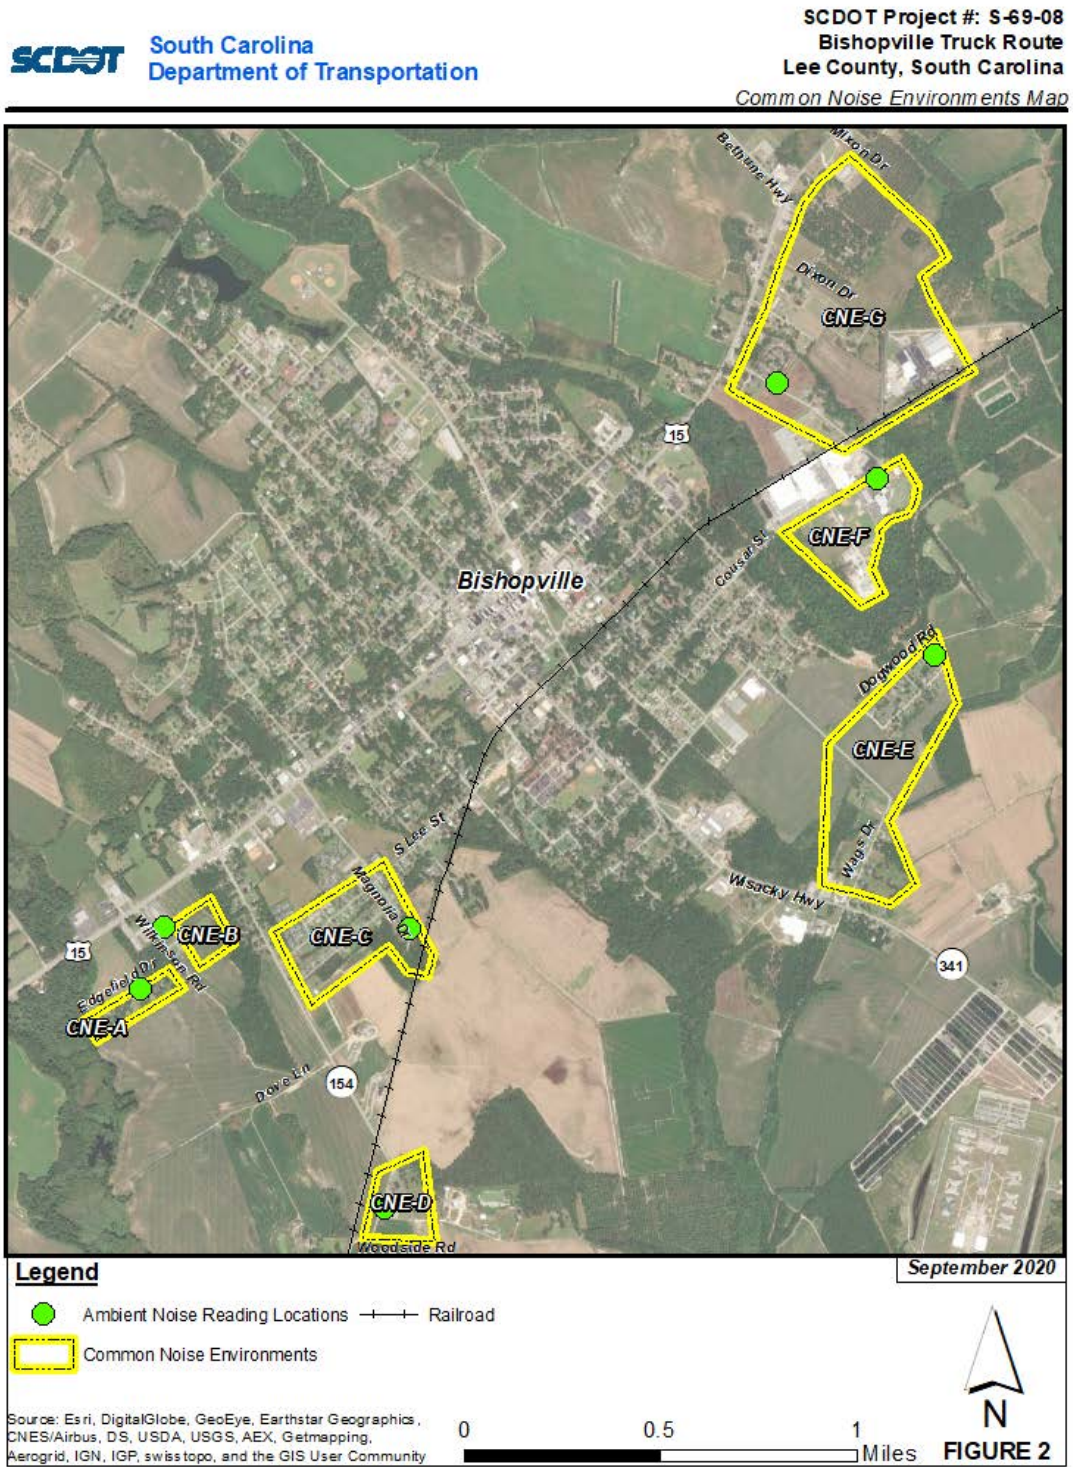 SCDOT
South Carolina
Department of Transportation
SCDOT Project #: S-69-08
Bishopville Truck Route
Lee County, South Carolina
Common Noise Environments Map
Mixon Dr
Bethune Hwy
Dixon Dr
CNE-G
15
CNE-F
Cousar St
Bishopville
Dogwood Rd
CNE-E
Wags Dr
S Lee St
Magnolia Dr
Wisacky Hwy
CNE-C
CNE-B
Wilkinson Rd
15
341
Edgefield Dr
CNE-A
Dove Ln
154
CNE-D
Woodside Rd
Legend
September 2020
Ambient Noise Reading Locations
Railroad
Common Noise Environments
Source: Esri, DigitalGlobe, GeoEye, Earthstar Geographics,
CNES/Airbus, DS, USDA, USGS, AEX, Getmapping,
Aerogrid, IGN, IGP, swisstopo, and the GIS User Community
0 0.5 1
Miles
N
FIGURE 2